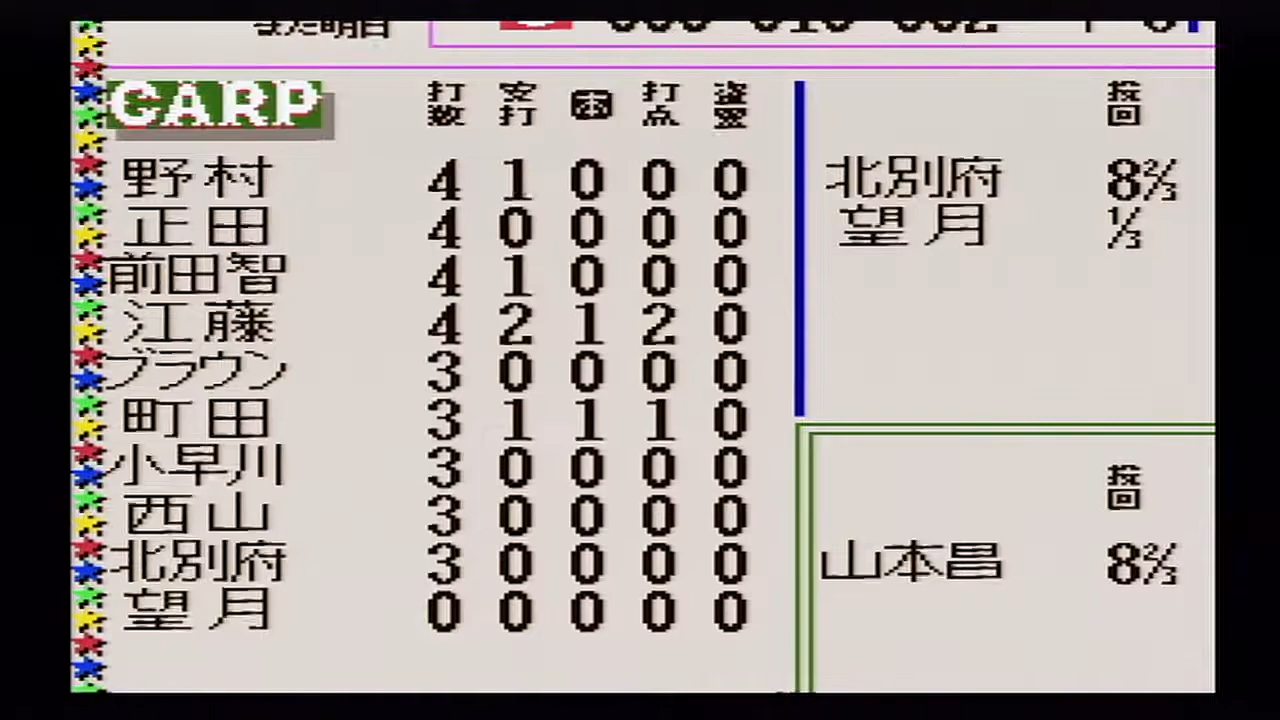 また明日
CARP 打数 安打 本 打点 盗塁
野村 4 1 0 0 0
正田 4 0 0 0 0
前田智 4 1 0 0 0
江藤 4 2 1 2 0
ブラウン 3 0 0 0 0
町田 3 1 1 1 0
小早川 3 0 0 0 0
西山 3 0 0 0 0
北別府 3 0 0 0 0
望月 0 0 0 0 0
投回
北別府 8⅔
望月 ⅓
投回
山本昌 8⅔